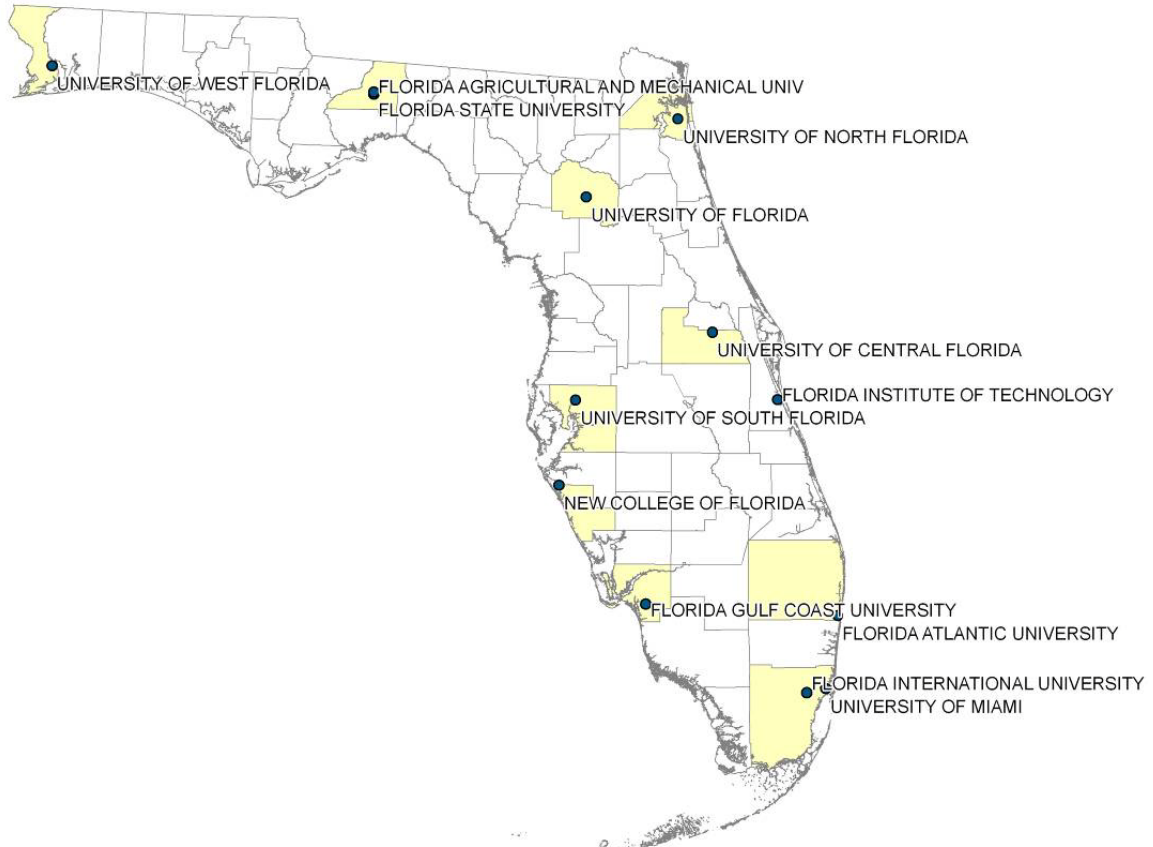 UNIVERSITY OF WEST FLORIDA
FLORIDA AGRICULTURAL AND MECHANICAL UNIV
FLORIDA STATE UNIVERSITY
UNIVERSITY OF NORTH FLORIDA
UNIVERSITY OF FLORIDA
UNIVERSITY OF CENTRAL FLORIDA
FLORIDA INSTITUTE OF TECHNOLOGY
UNIVERSITY OF SOUTH FLORIDA
NEW COLLEGE OF FLORIDA
FLORIDA GULF COAST UNIVERSITY
FLORIDA ATLANTIC UNIVERSITY
FLORIDA INTERNATIONAL UNIVERSITY
UNIVERSITY OF MIAMI